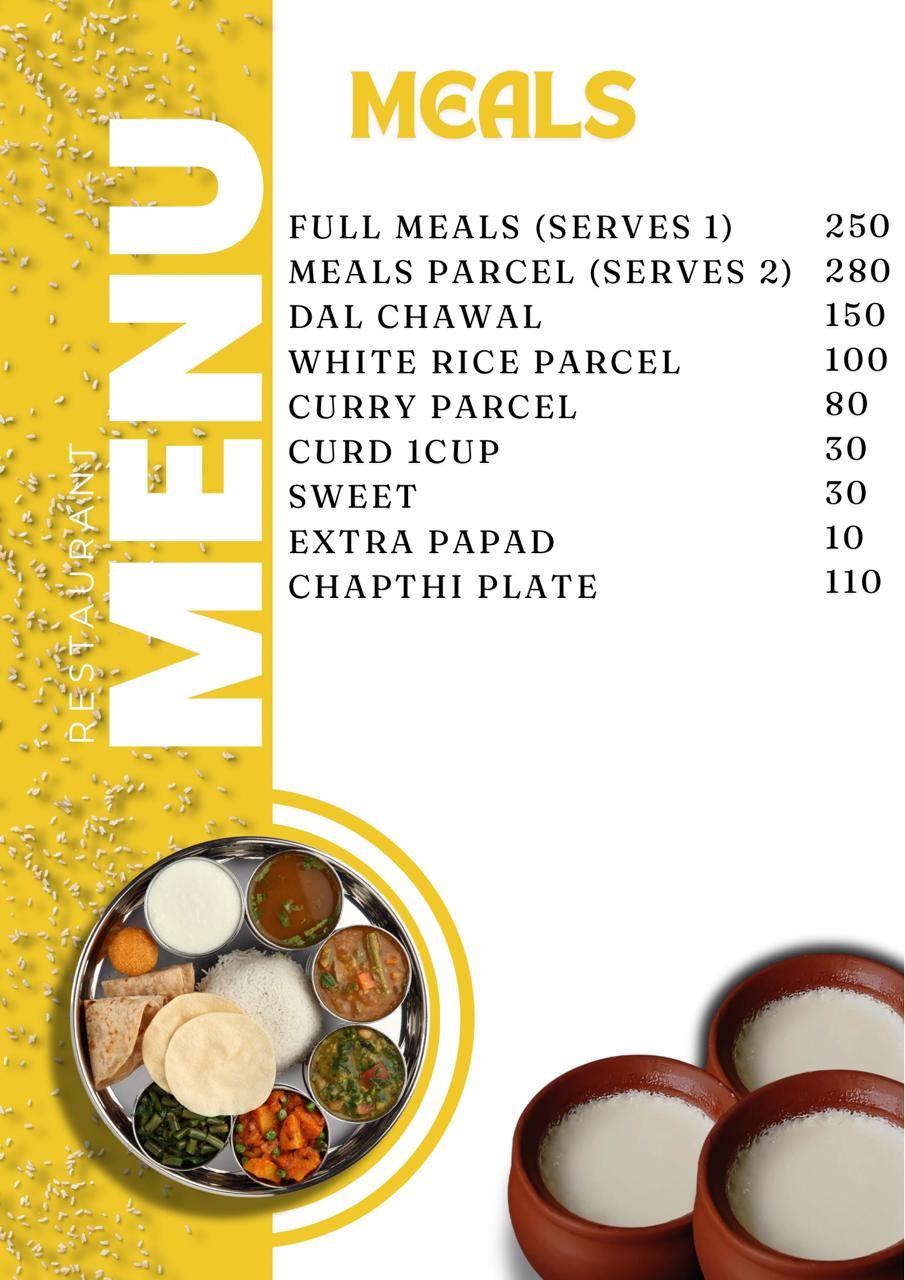 RESTAURANT
MENU
MEALS
FULL MEALS (SERVES 1) 250
MEALS PARCEL (SERVES 2) 280
DAL CHAWAL 150
WHITE RICE PARCEL 100
CURRY PARCEL 80
CURD 1CUP 30
SWEET 30
EXTRA PAPAD 10
CHAPTHI PLATE 110